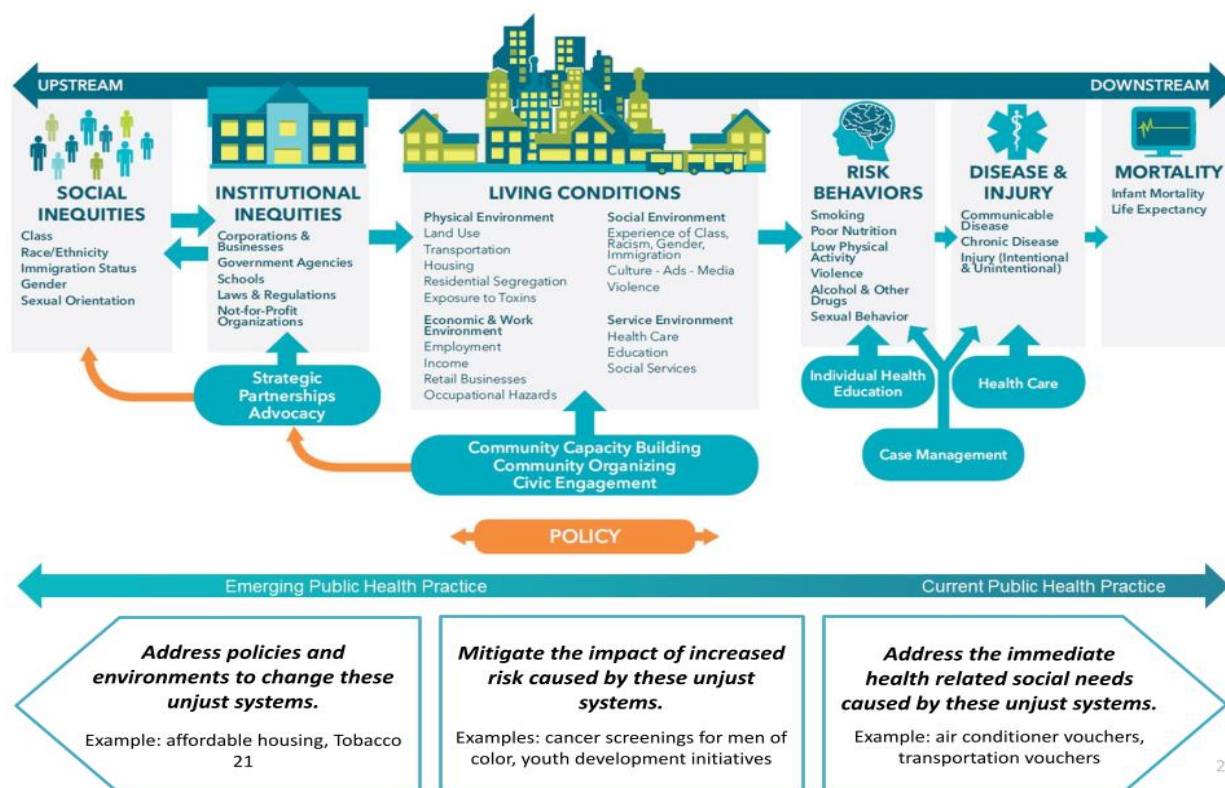 UPSTREAM
DOWNSTREAM
SOCIAL
INEQUITIES
Class
Race/Ethnicity
Immigration Status
Gender
Sexual Orientation
INSTITUTIONAL
INEQUITIES
Corporations &
Businesses
Government Agencies
Schools
Laws & Regulations
Not-for-Profit
Organizations
LIVING CONDITIONS
Physical Environment
Land Use
Transportation
Housing
Residential Segregation
Exposure to Toxins
Economic & Work
Environment
Employment
Income
Retail Businesses
Occupational Hazards
Social Environment
Experience of Class,
Racism, Gender,
Immigration
Culture - Ads - Media
Violence
Service Environment
Health Care
Education
Social Services
RISK
BEHAVIORS
Smoking
Poor Nutrition
Low Physical
Activity
Violence
Alcohol & Other
Drugs
Sexual Behavior
DISEASE &
INJURY
Communicable
Disease
Chronic Disease
Injury (Intentional
& Unintentional)
MORTALITY
Infant Mortality
Life Expectancy
Strategic
Partnerships
Advocacy
Community Capacity Building
Community Organizing
Civic Engagement
Individual Health
Education
Health Care
Case Management
POLICY
Emerging Public Health Practice
Current Public Health Practice
Address policies and
environments to change these
unjust systems.
Example: affordable housing, Tobacco
21
Mitigate the impact of increased
risk caused by these unjust
systems.
Examples: cancer screenings for men of
color, youth development initiatives
Address the immediate
health related social needs
caused by these unjust systems.
Example: air conditioner vouchers,
transportation vouchers
2